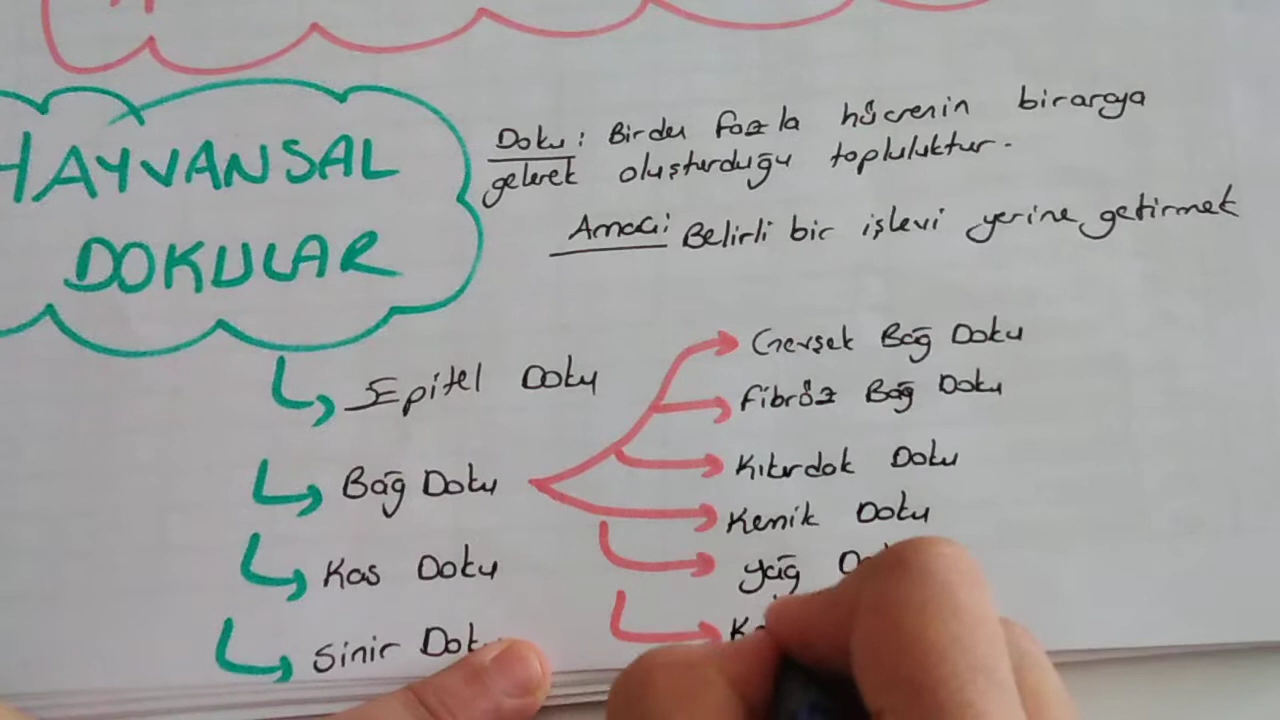 HAYVANSAL
DOKULAR
Doku: Birden fazla hücrenin biraraya
gelerek oluşturduğu topluluktur.
Amacı: Belirli bir işlevi yerine getirmek
Epitel Doku
Bağ Doku
Kas Doku
Sinir Doku
Gevşek Bağ Doku
Fibröz Bağ Doku
Kıkırdak Doku
Kemik Doku
Yağ